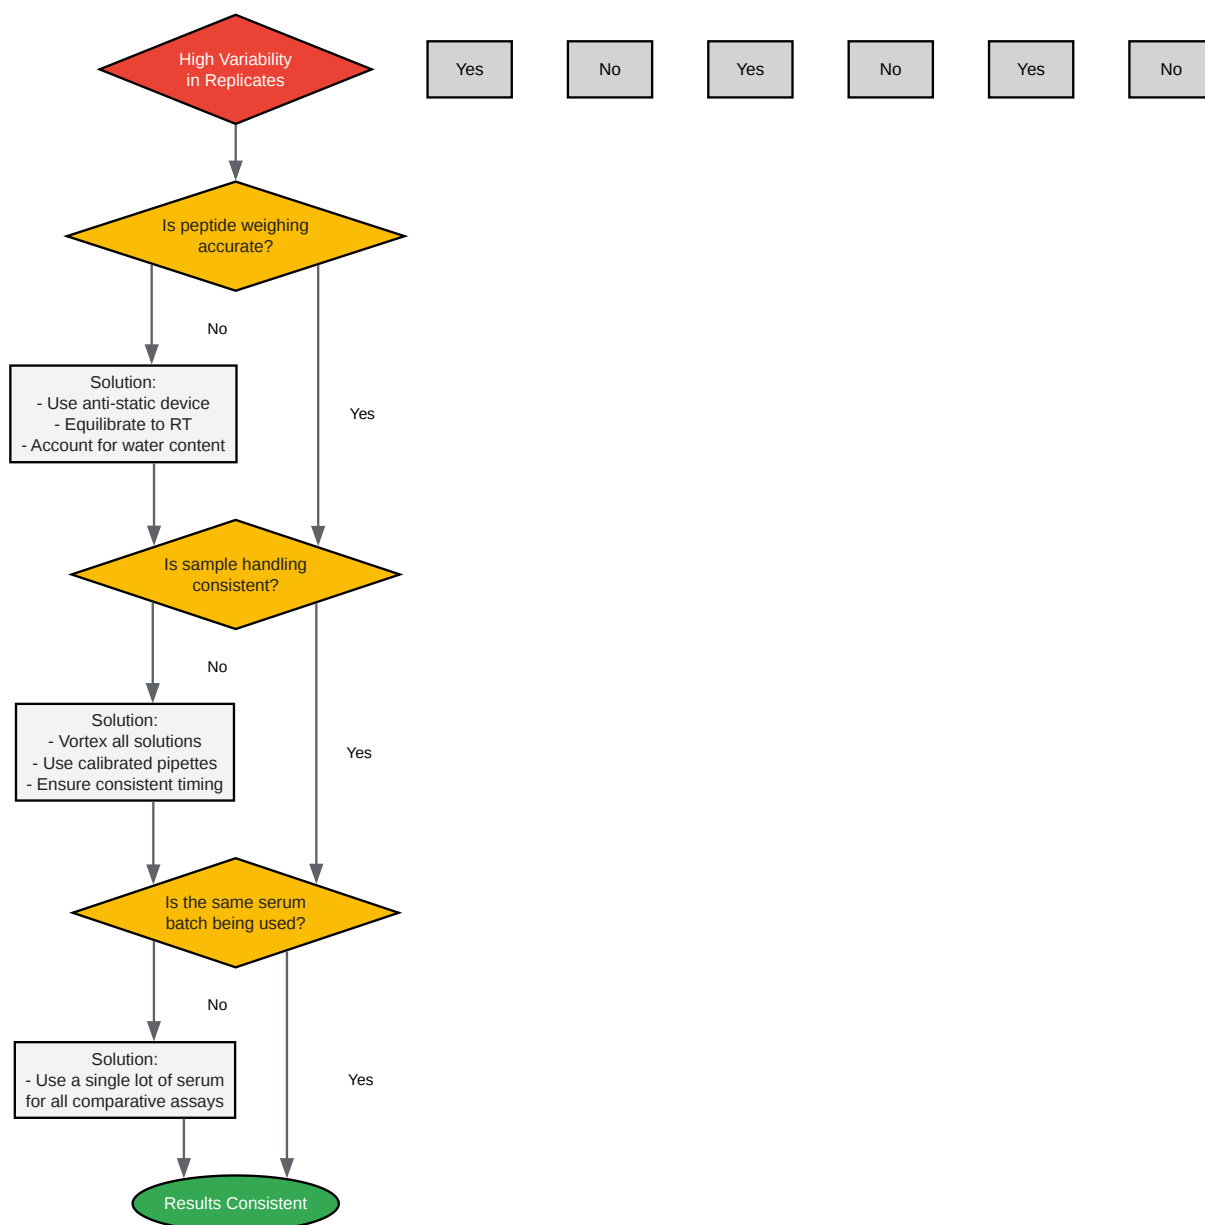 High Variability
in Replicates
Yes
No
Yes
No
Yes
No
Is peptide weighing
accurate?
No
Solution:
- Use anti-static device
- Equilibrate to RT
- Account for water content
Yes
Is sample handling
consistent?
No
Solution:
- Vortex all solutions
- Use calibrated pipettes
- Ensure consistent timing
Yes
Is the same serum
batch being used?
No
Solution:
- Use a single lot of serum
for all comparative assays
Yes
Results Consistent